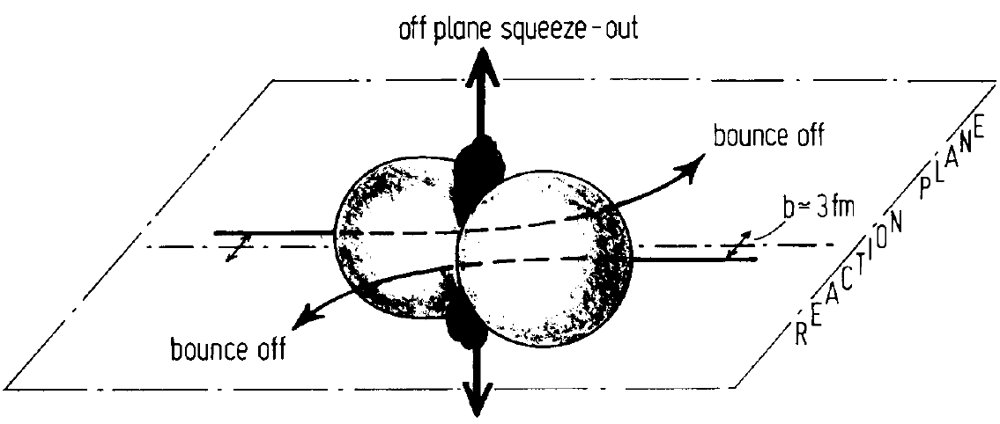 off plane squeeze-out
bounce off
b≃3fm
REACTION PLANE
bounce off